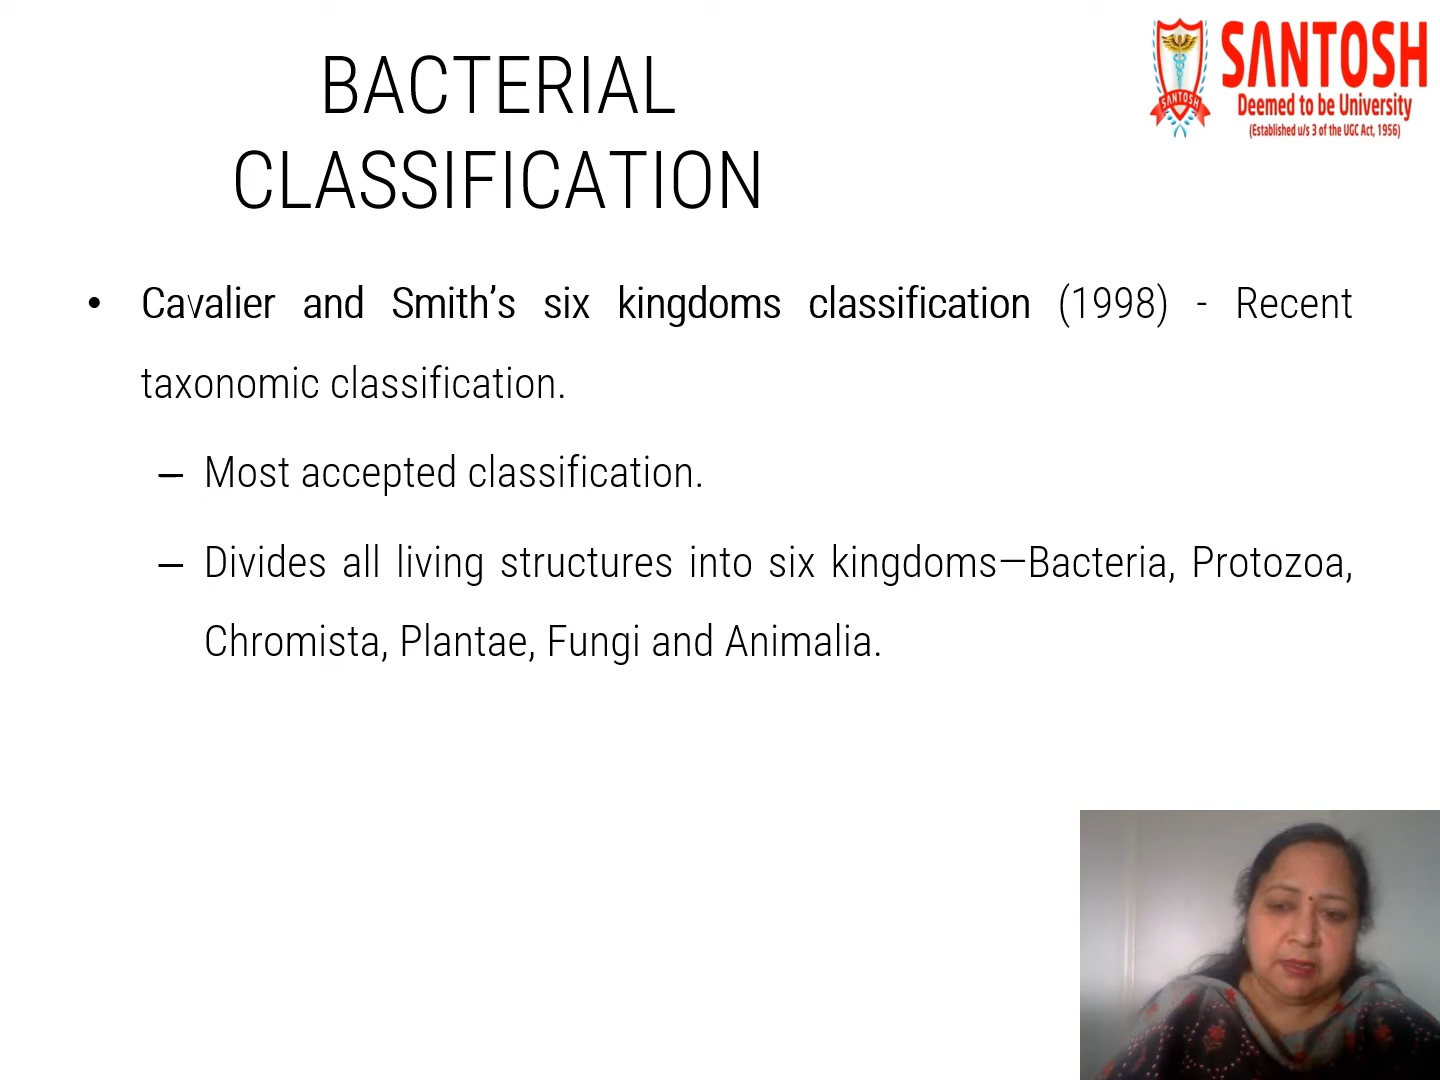 BACTERIAL
CLASSIFICATION
SANTOSH
Deemed to be University
(Established u/s 3 of the UGC Act, 1956)
SANTOSH
• Cavalier and Smith’s six kingdoms classification (1998) - Recent
taxonomic classification.
– Most accepted classification.
– Divides all living structures into six kingdoms—Bacteria, Protozoa,
Chromista, Plantae, Fungi and Animalia.